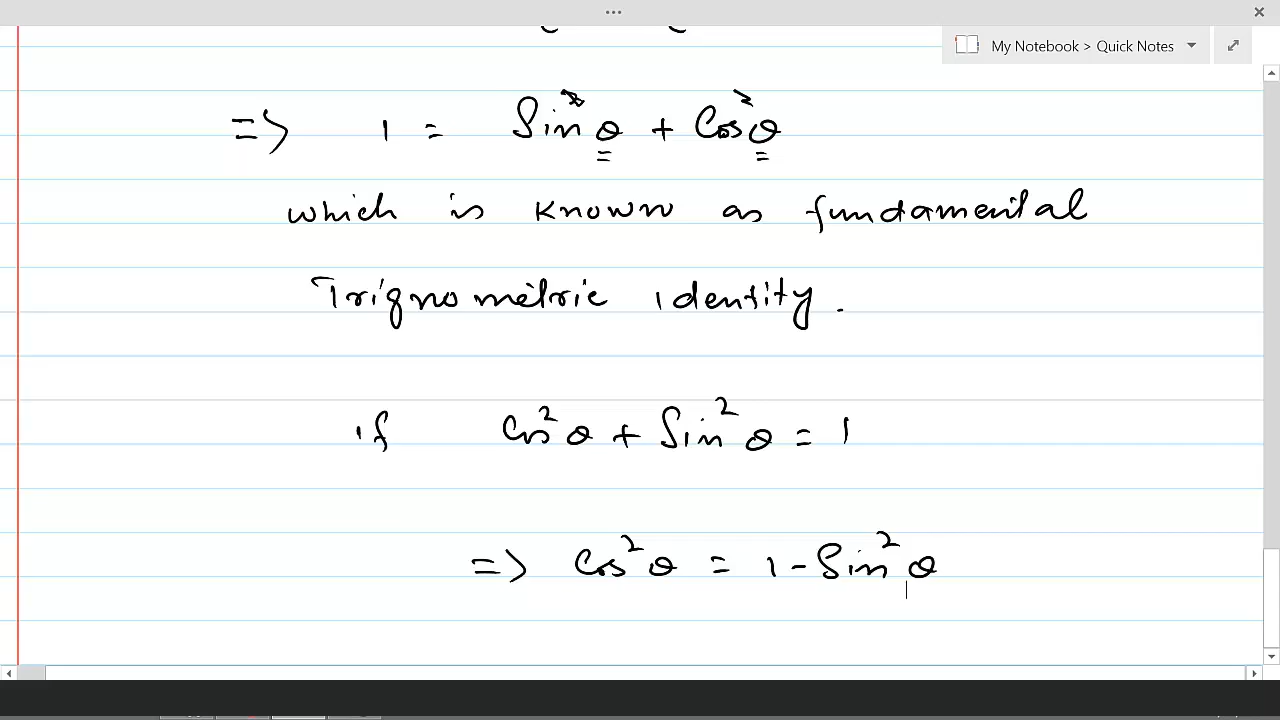 My Notebook > Quick Notes
=> 1 = Sin²θ + Cos²θ
which is known as fundamental
Trignometric identity.
if Cos²θ + Sin²θ = 1
=> Cos²θ = 1 - Sin²θ